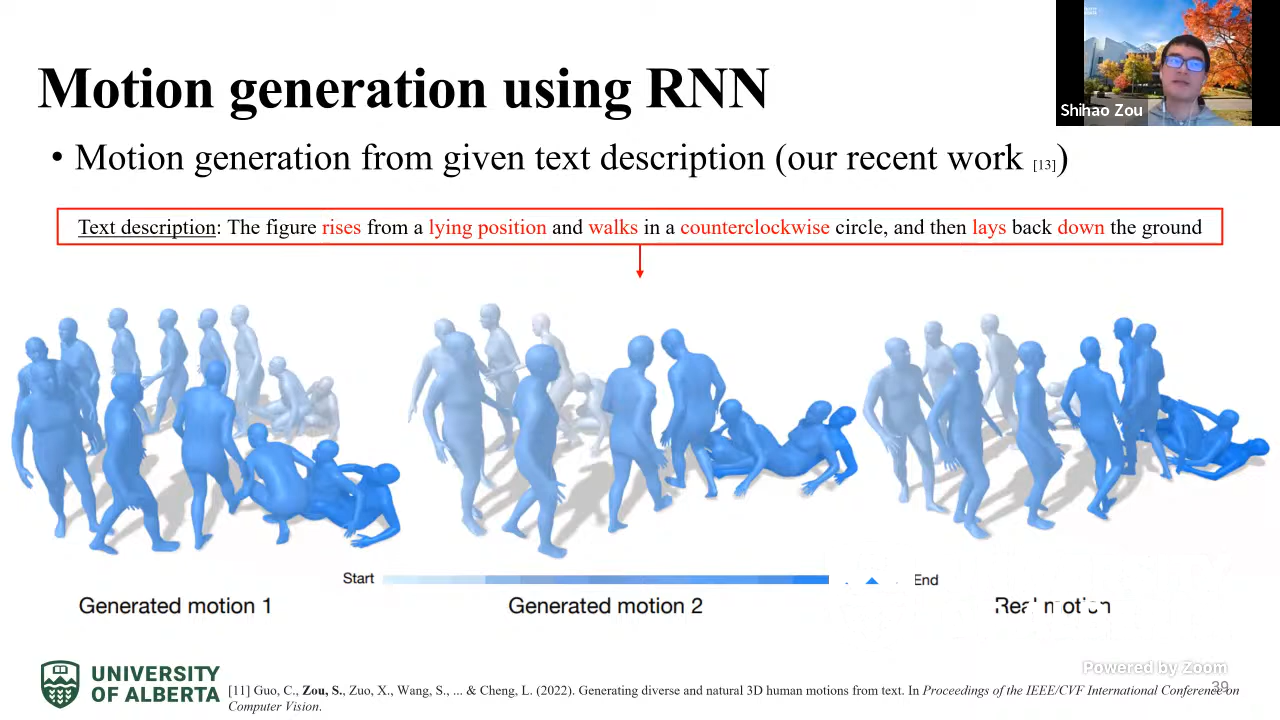 Motion generation using RNN
Shihao Zou
• Motion generation from given text description (our recent work [13])
Text description: The figure rises from a lying position and walks in a counterclockwise circle, and then lays back down the ground
Start
End
Generated motion 1
Generated motion 2
Real motion
Powered by Zoom
39
UNIVERSITY
OF ALBERTA
[11] Guo, C., Zou, S., Zuo, X., Wang, S., ... & Cheng, L. (2022). Generating diverse and natural 3D human motions from text. In Proceedings of the IEEE/CVF International Conference on
Computer Vision.